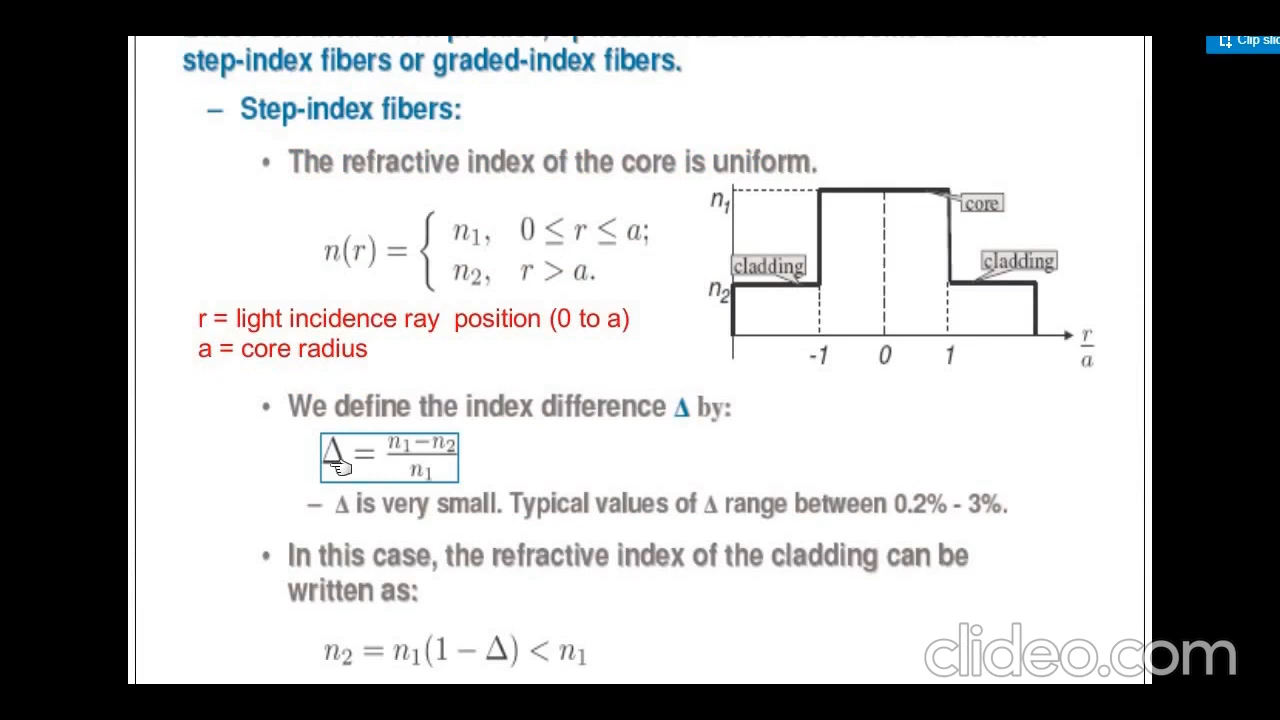 step-index fibers or graded-index fibers.
– Step-index fibers:
• The refractive index of the core is uniform.
n(r) = { n₁, 0 ≤ r ≤ a;
n₂, r > a.
r = light incidence ray position (0 to a)
a = core radius
n₁
core
cladding
cladding
n₂
-1 0 1
r
a
• We define the index difference Δ by:
Δ = (n₁−n₂)/n₁
– Δ is very small. Typical values of Δ range between 0.2% - 3%.
• In this case, the refractive index of the cladding can be
written as:
n₂ = n₁(1 − Δ) < n₁
Clip
clideo.com